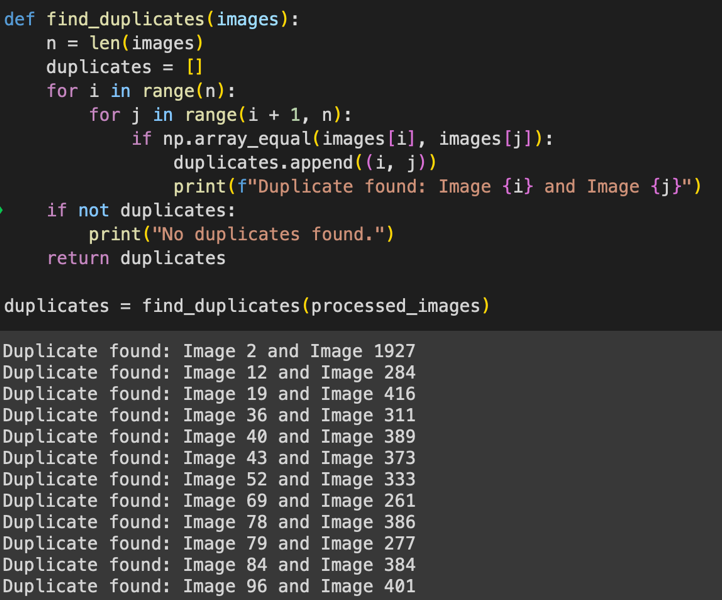 def find_duplicates(images):
    n = len(images)
    duplicates = []
    for i in range(n):
        for j in range(i + 1, n):
            if np.array_equal(images[i], images[j]):
                duplicates.append((i, j))
                print(f"Duplicate found: Image {i} and Image {j}")
    if not duplicates:
        print("No duplicates found.")
    return duplicates

duplicates = find_duplicates(processed_images)
Duplicate found: Image 2 and Image 1927
Duplicate found: Image 12 and Image 284
Duplicate found: Image 19 and Image 416
Duplicate found: Image 36 and Image 311
Duplicate found: Image 40 and Image 389
Duplicate found: Image 43 and Image 373
Duplicate found: Image 52 and Image 333
Duplicate found: Image 69 and Image 261
Duplicate found: Image 78 and Image 386
Duplicate found: Image 79 and Image 277
Duplicate found: Image 84 and Image 384
Duplicate found: Image 96 and Image 401